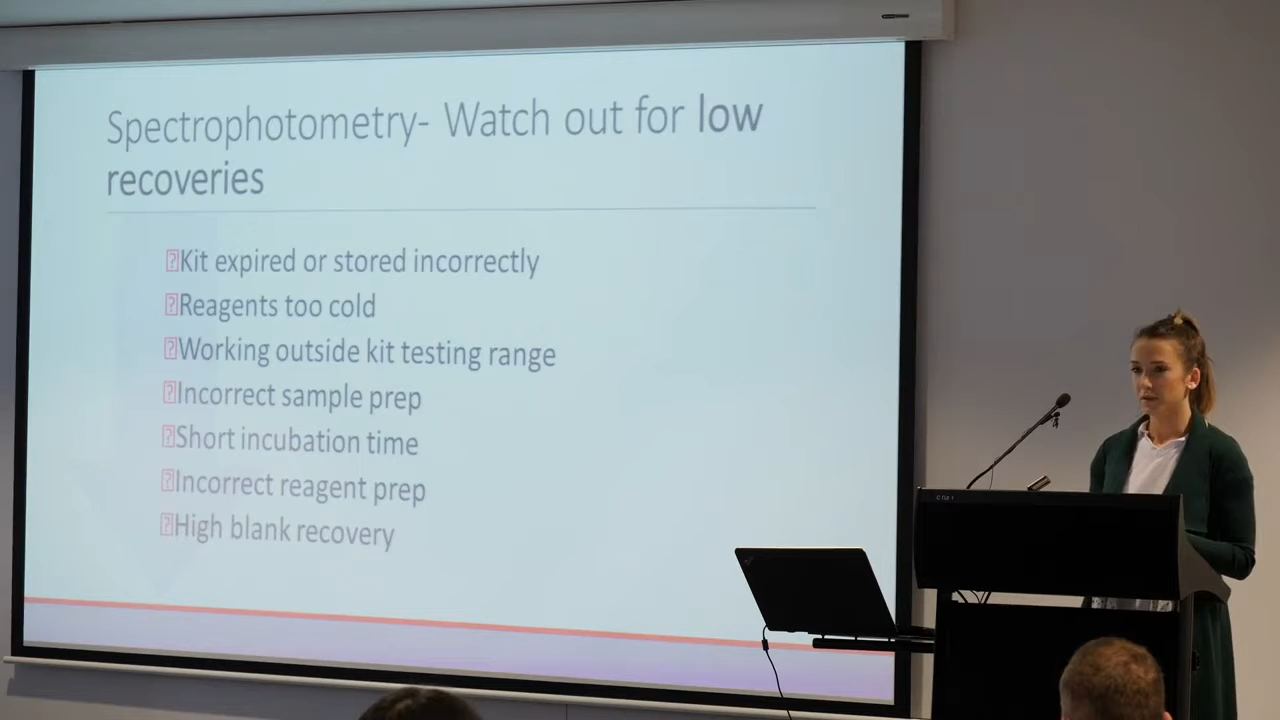 Spectrophotometry- Watch out for low
recoveries
Kit expired or stored incorrectly
Reagents too cold
Working outside kit testing range
Incorrect sample prep
Short incubation time
Incorrect reagent prep
High blank recovery